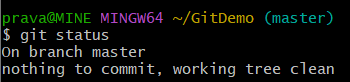 prava@MINE MINGW64 ~/GitDemo (master)
$ git status
On branch master
nothing to commit, working tree clean